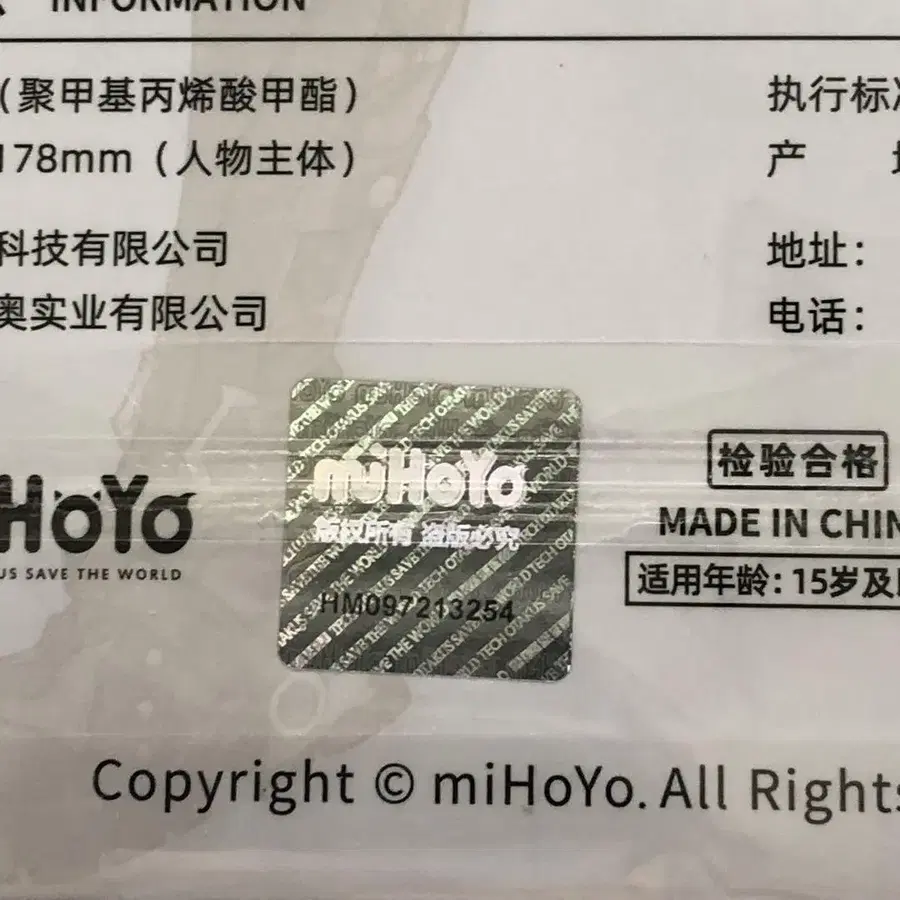 INFORMATION
（聚甲基丙烯酸甲酯）
执行标
178mm（人物主体）
产
科技有限公司
地址：
奥实业有限公司
电话：
miHoYo
版权所有 盗版必究
HM097213254
HoYo
US SAVE THE WORLD
检验合格
MADE IN CHIN
适用年龄：15岁及
Copyright © miHoYo. All Rights